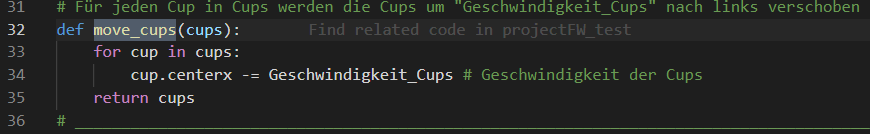 31 # Für jeden Cup in Cups werden die Cups um "Geschwindigkeit_Cups" nach links verschoben
32 def move_cups(cups): Find related code in projectFW_test
33 for cup in cups:
34 cup.centerx -= Geschwindigkeit_Cups # Geschwindigkeit der Cups
35 return cups
36 # ________________________________________________________________